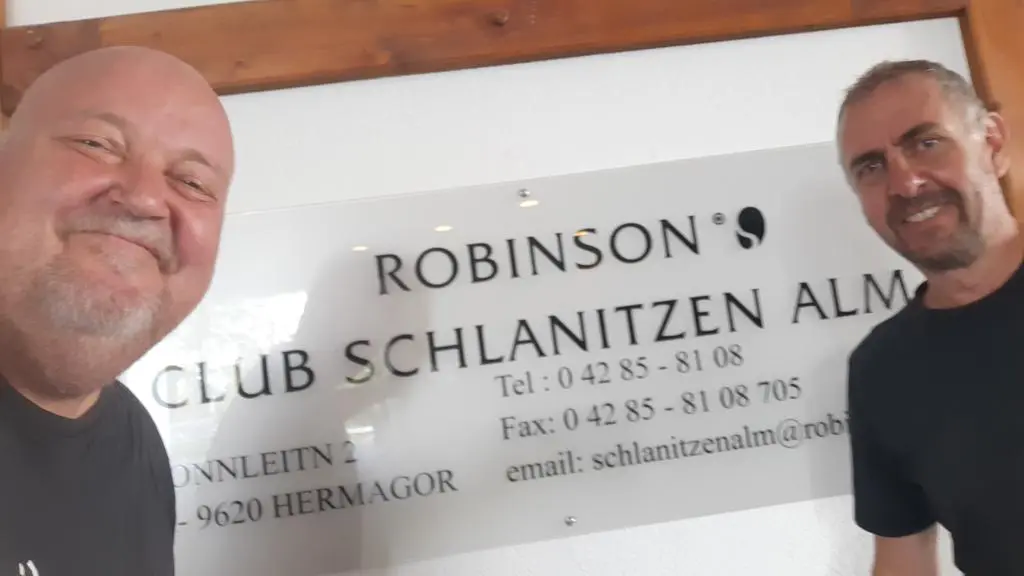 ROBINSON®
CLUB SCHLANITZEN ALM
Tel : 0 42 85 - 81 08
Fax: 0 42 85 - 81 08 705
email: schlanitzenalm@robi
ONNLEITN 2
- 9620 HERMAGOR